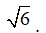 √6 .